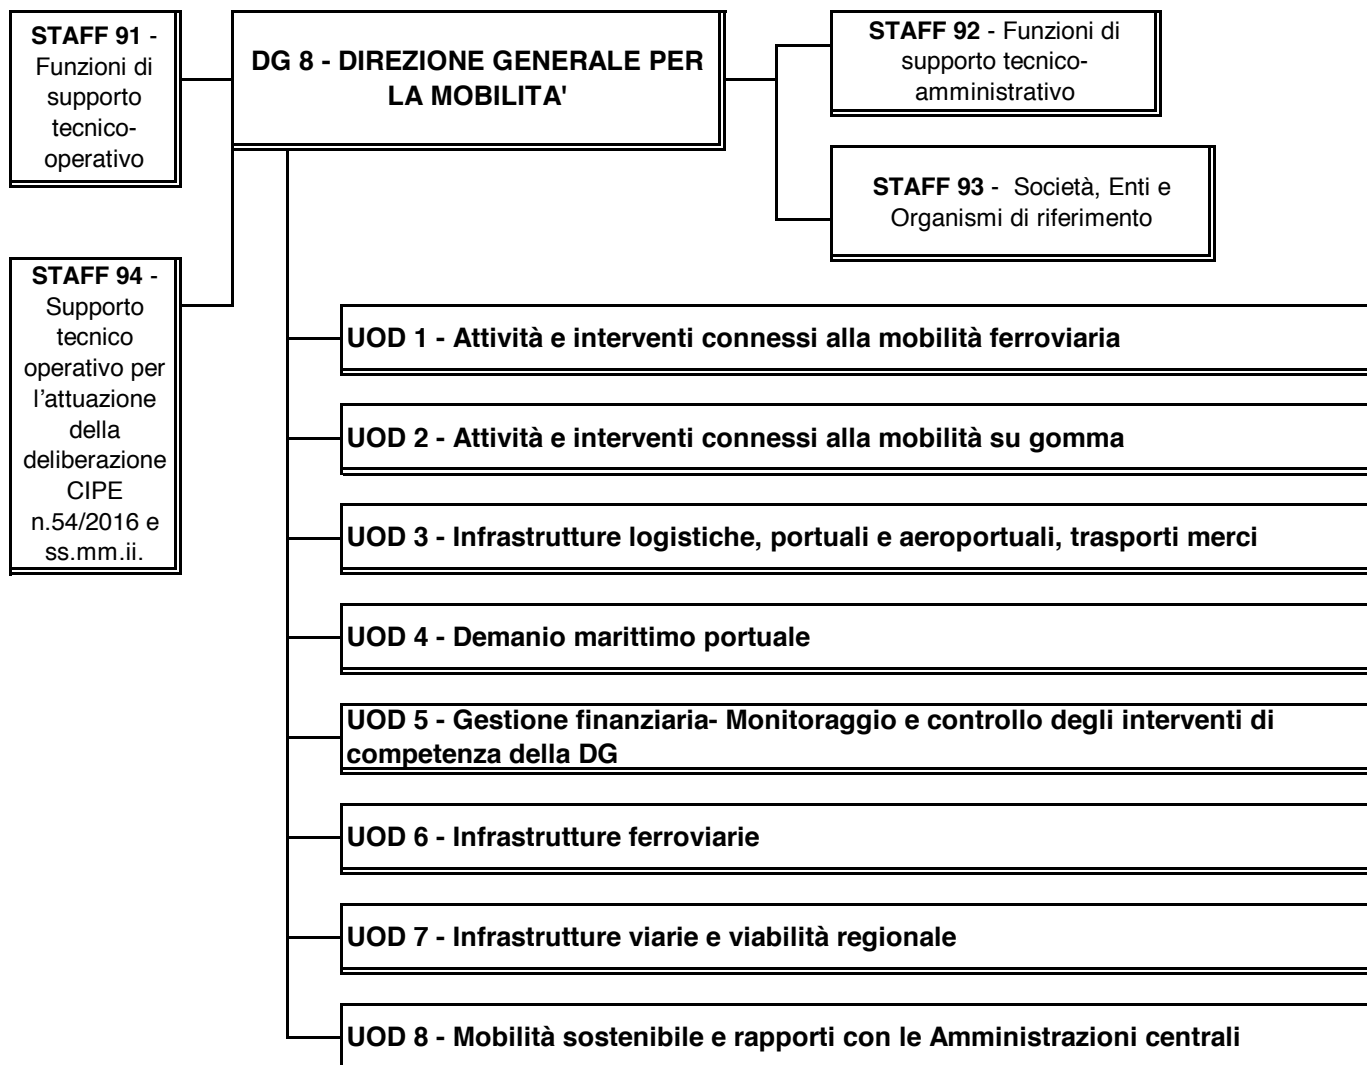 STAFF 91 -
Funzioni di
supporto
tecnico-
operativo
DG 8 - DIREZIONE GENERALE PER
LA MOBILITA'
STAFF 92 - Funzioni di
supporto tecnico-
amministrativo
STAFF 93 - Società, Enti e
Organismi di riferimento
STAFF 94 -
Supporto
tecnico
operativo per
l'attuazione
della
deliberazione
CIPE
n.54/2016 e
ss.mm.ii.
UOD 1 - Attività e interventi connessi alla mobilità ferroviaria
UOD 2 - Attività e interventi connessi alla mobilità su gomma
UOD 3 - Infrastrutture logistiche, portuali e aeroportuali, trasporti merci
UOD 4 - Demanio marittimo portuale
UOD 5 - Gestione finanziaria- Monitoraggio e controllo degli interventi di
competenza della DG
UOD 6 - Infrastrutture ferroviarie
UOD 7 - Infrastrutture viarie e viabilità regionale
UOD 8 - Mobilità sostenibile e rapporti con le Amministrazioni centrali